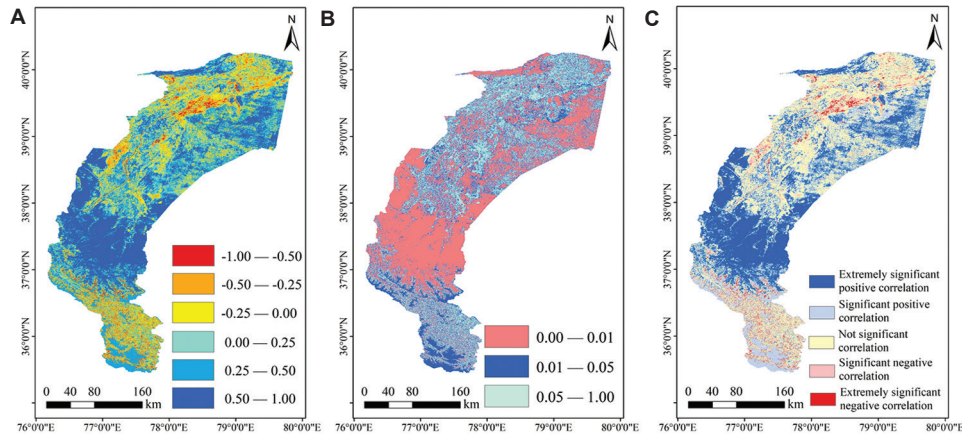 A
N
40°0'0"N
39°0'0"N
38°0'0"N
37°0'0"N
36°0'0"N
-1.00 — -0.50
-0.50 — -0.25
-0.25 — 0.00
0.00 — 0.25
0.25 — 0.50
0.50 — 1.00
0 40 80 160
km
76°0'0"E 77°0'0"E 78°0'0"E 79°0'0"E 80°0'0"E
B
N
40°0'0"N
39°0'0"N
38°0'0"N
37°0'0"N
36°0'0"N
0.00 — 0.01
0.01 — 0.05
0.05 — 1.00
0 40 80 160
km
76°0'0"E 77°0'0"E 78°0'0"E 79°0'0"E 80°0'0"E
C
N
40°0'0"N
39°0'0"N
38°0'0"N
37°0'0"N
36°0'0"N
Extremely significant
positive correlation
Significant positive
correlation
Not significant
correlation
Significant negative
correlation
Extremely significant
negative correlation
0 40 80 160
km
76°0'0"E 77°0'0"E 78°0'0"E 79°0'0"E 80°0'0"E